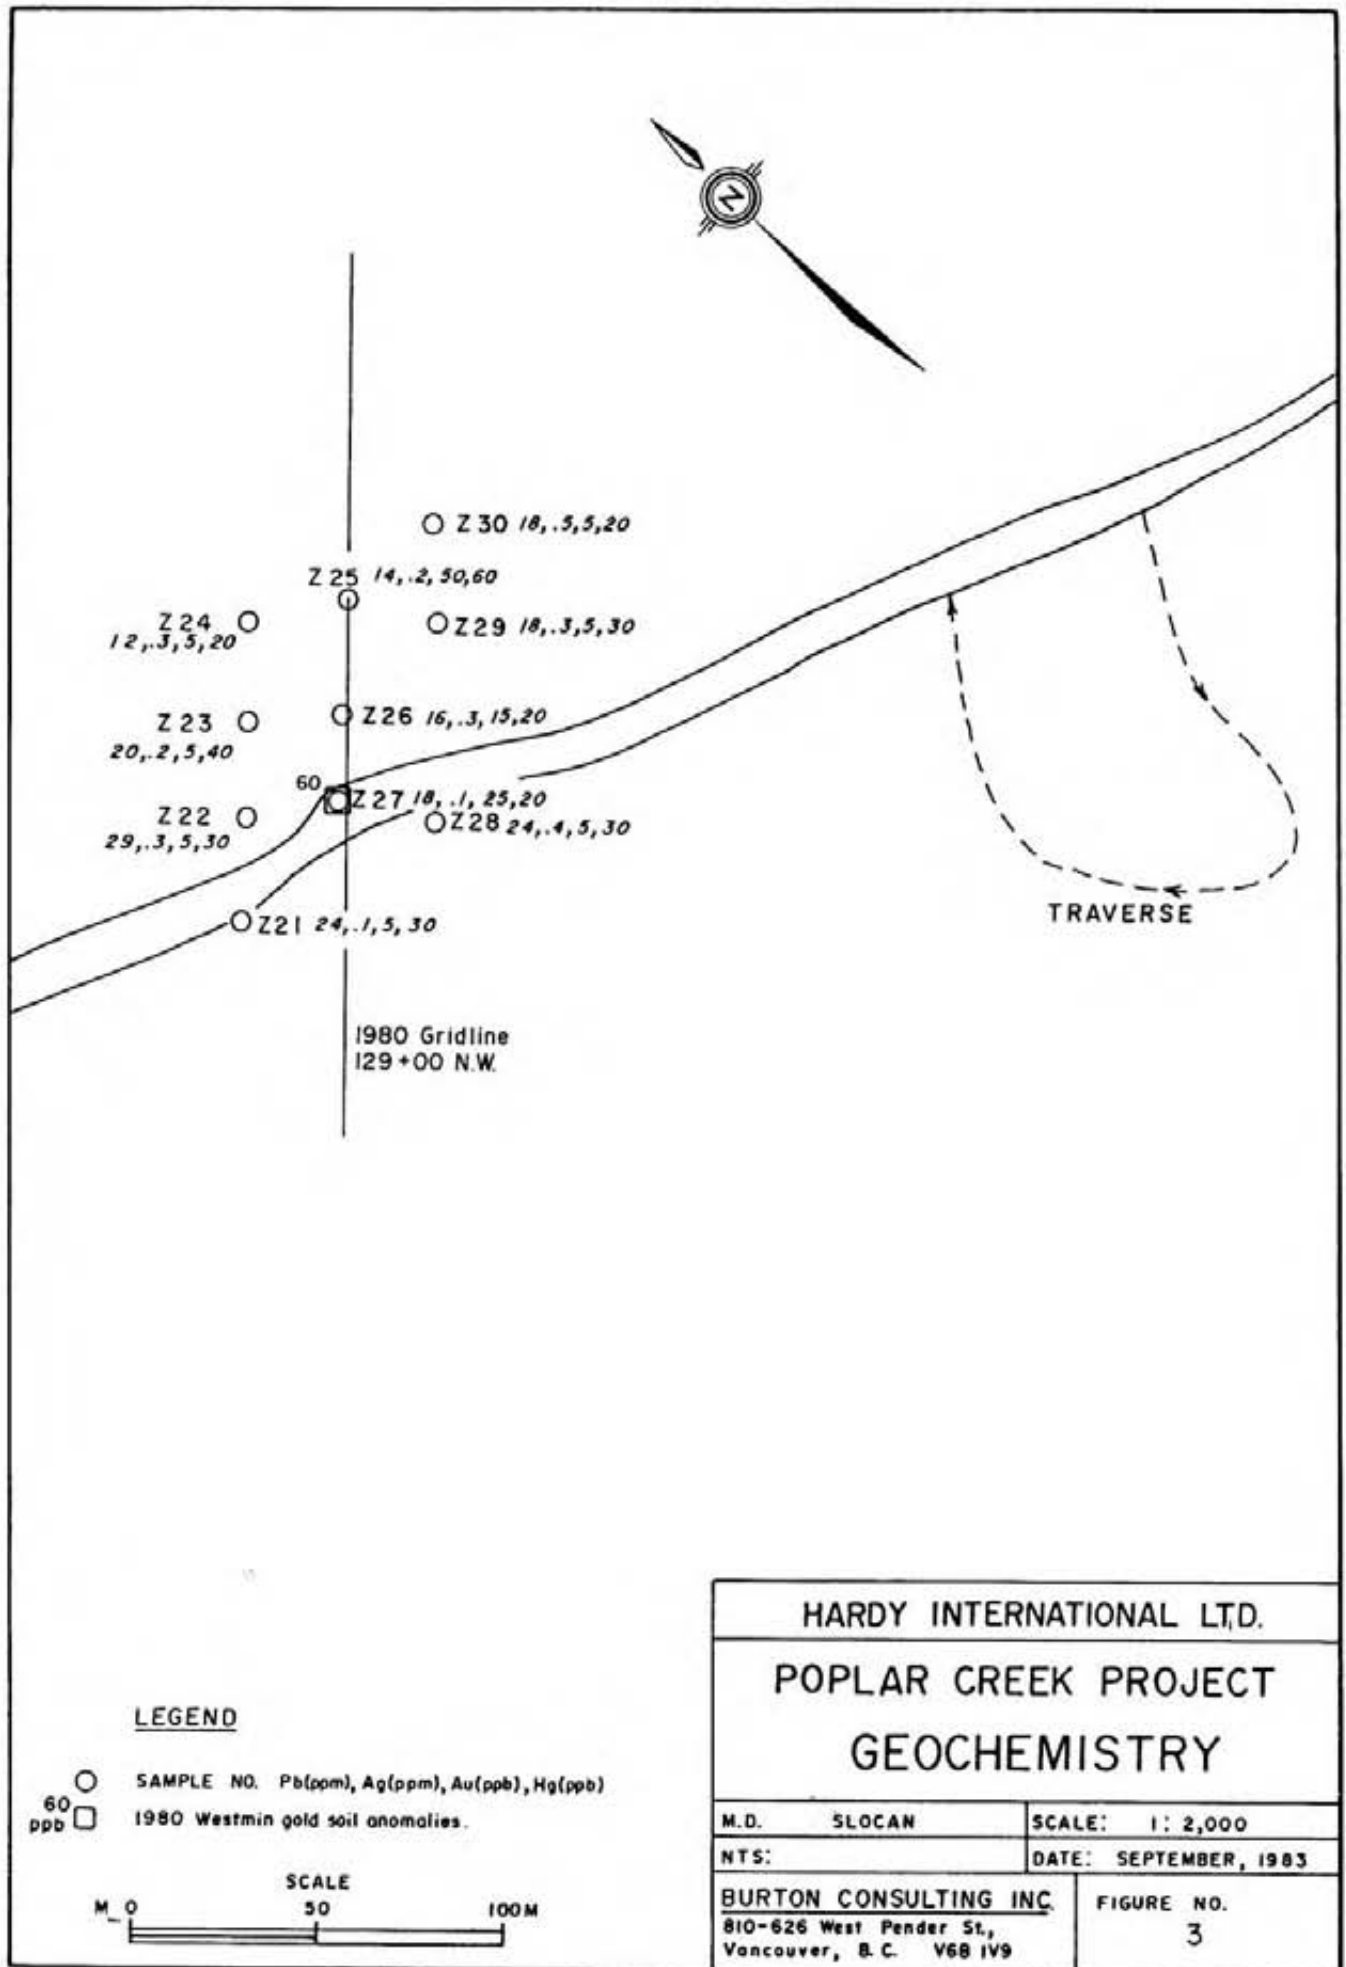 N
Z 30 18, .5, 5, 20
Z 25 14, .2, 50, 60
Z 24
12, .3, 5, 20
Z 29 18, .3, 5, 30
Z 23
20, .2, 5, 40
Z 26 16, .3, 15, 20
60
Z 27 18, .1, 25, 20
Z 22
29, .3, 5, 30
Z 28 24, .4, 5, 30
Z 21 24, .1, 5, 30
TRAVERSE
1980 Gridline
129+00 N.W.
LEGEND
SAMPLE NO. Pb(ppm), Ag(ppm), Au(ppb), Hg(ppb)
60
ppb
1980 Westmin gold soil anomalies.
SCALE
M 0 50 100M
HARDY INTERNATIONAL LTD.
POPLAR CREEK PROJECT
GEOCHEMISTRY
M.D. SLOCAN
SCALE: 1: 2,000
NTS:
DATE: SEPTEMBER, 1983
BURTON CONSULTING INC.
810-626 West Pender St.,
Vancouver, B.C. V6B 1V9
FIGURE NO.
3